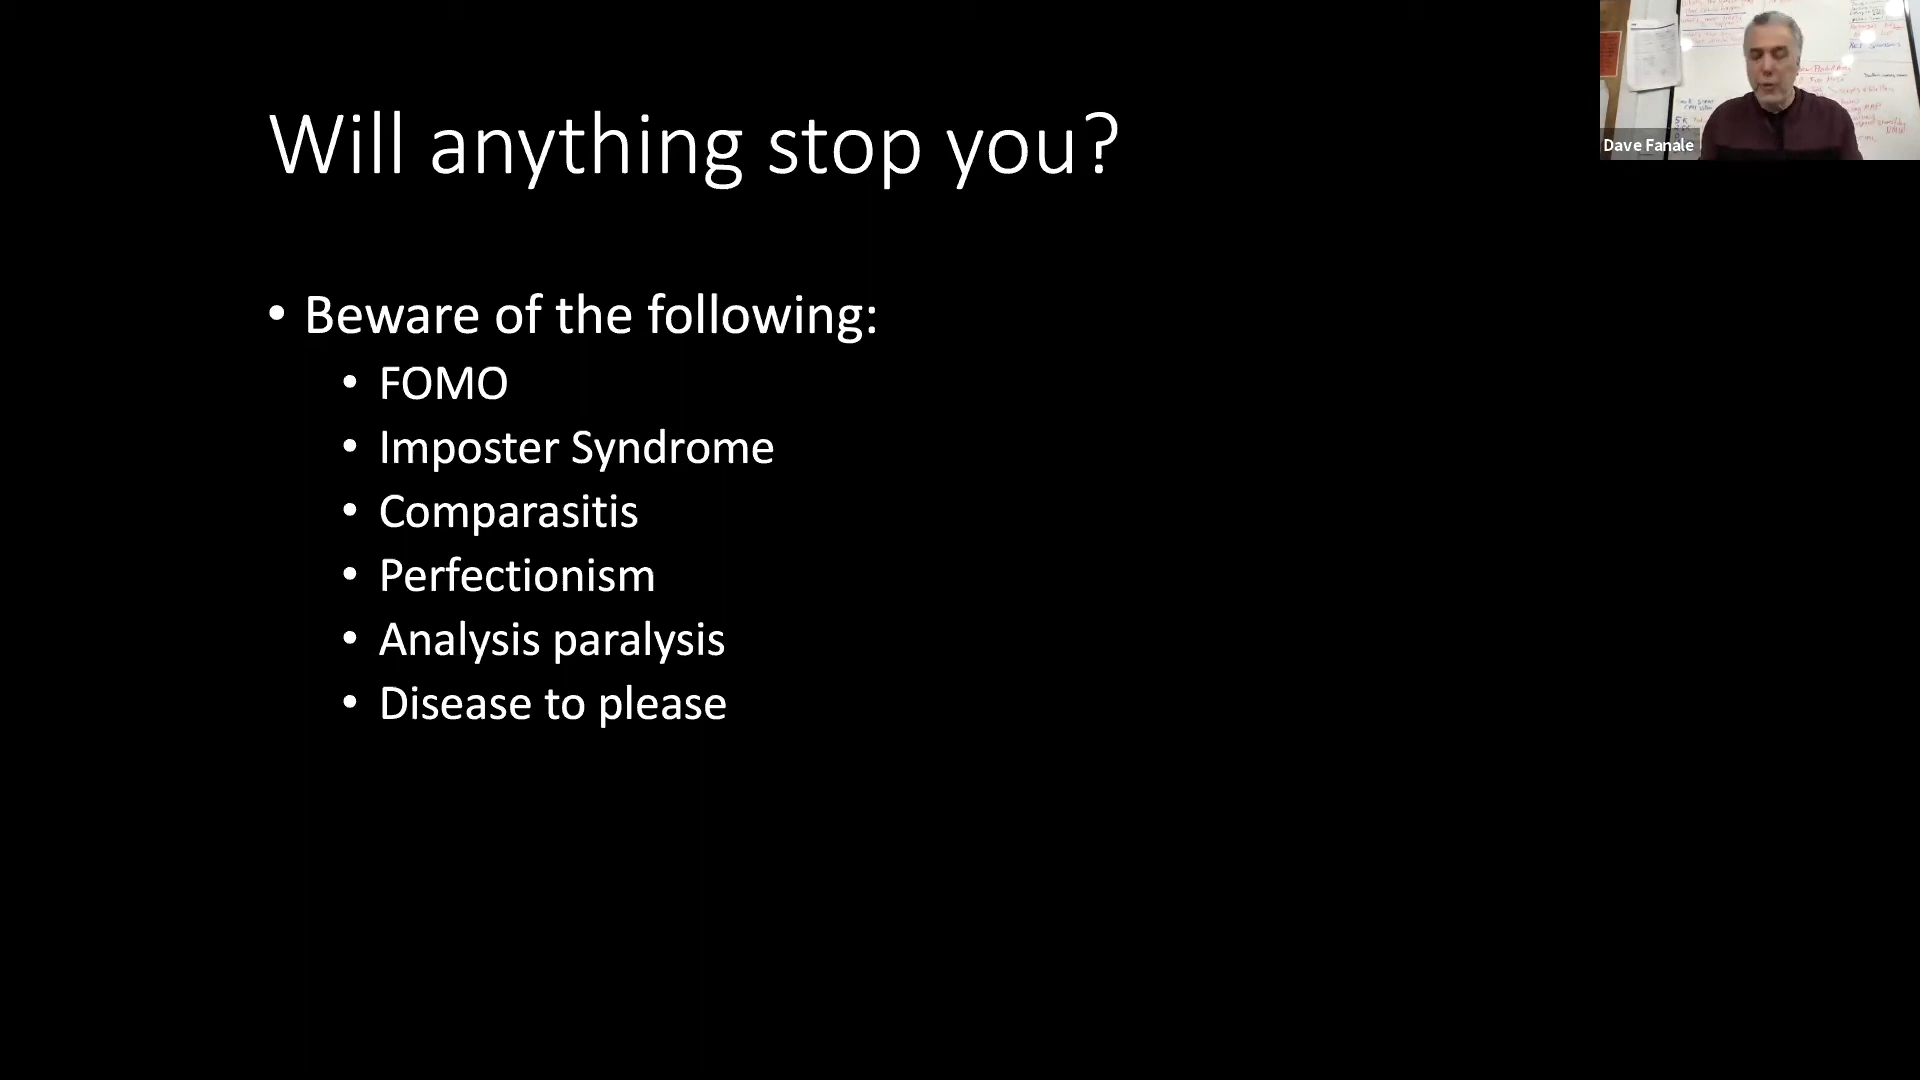 Will anything stop you?
• Beware of the following:
• FOMO
• Imposter Syndrome
• Comparasitis
• Perfectionism
• Analysis paralysis
• Disease to please
Dave Fanale